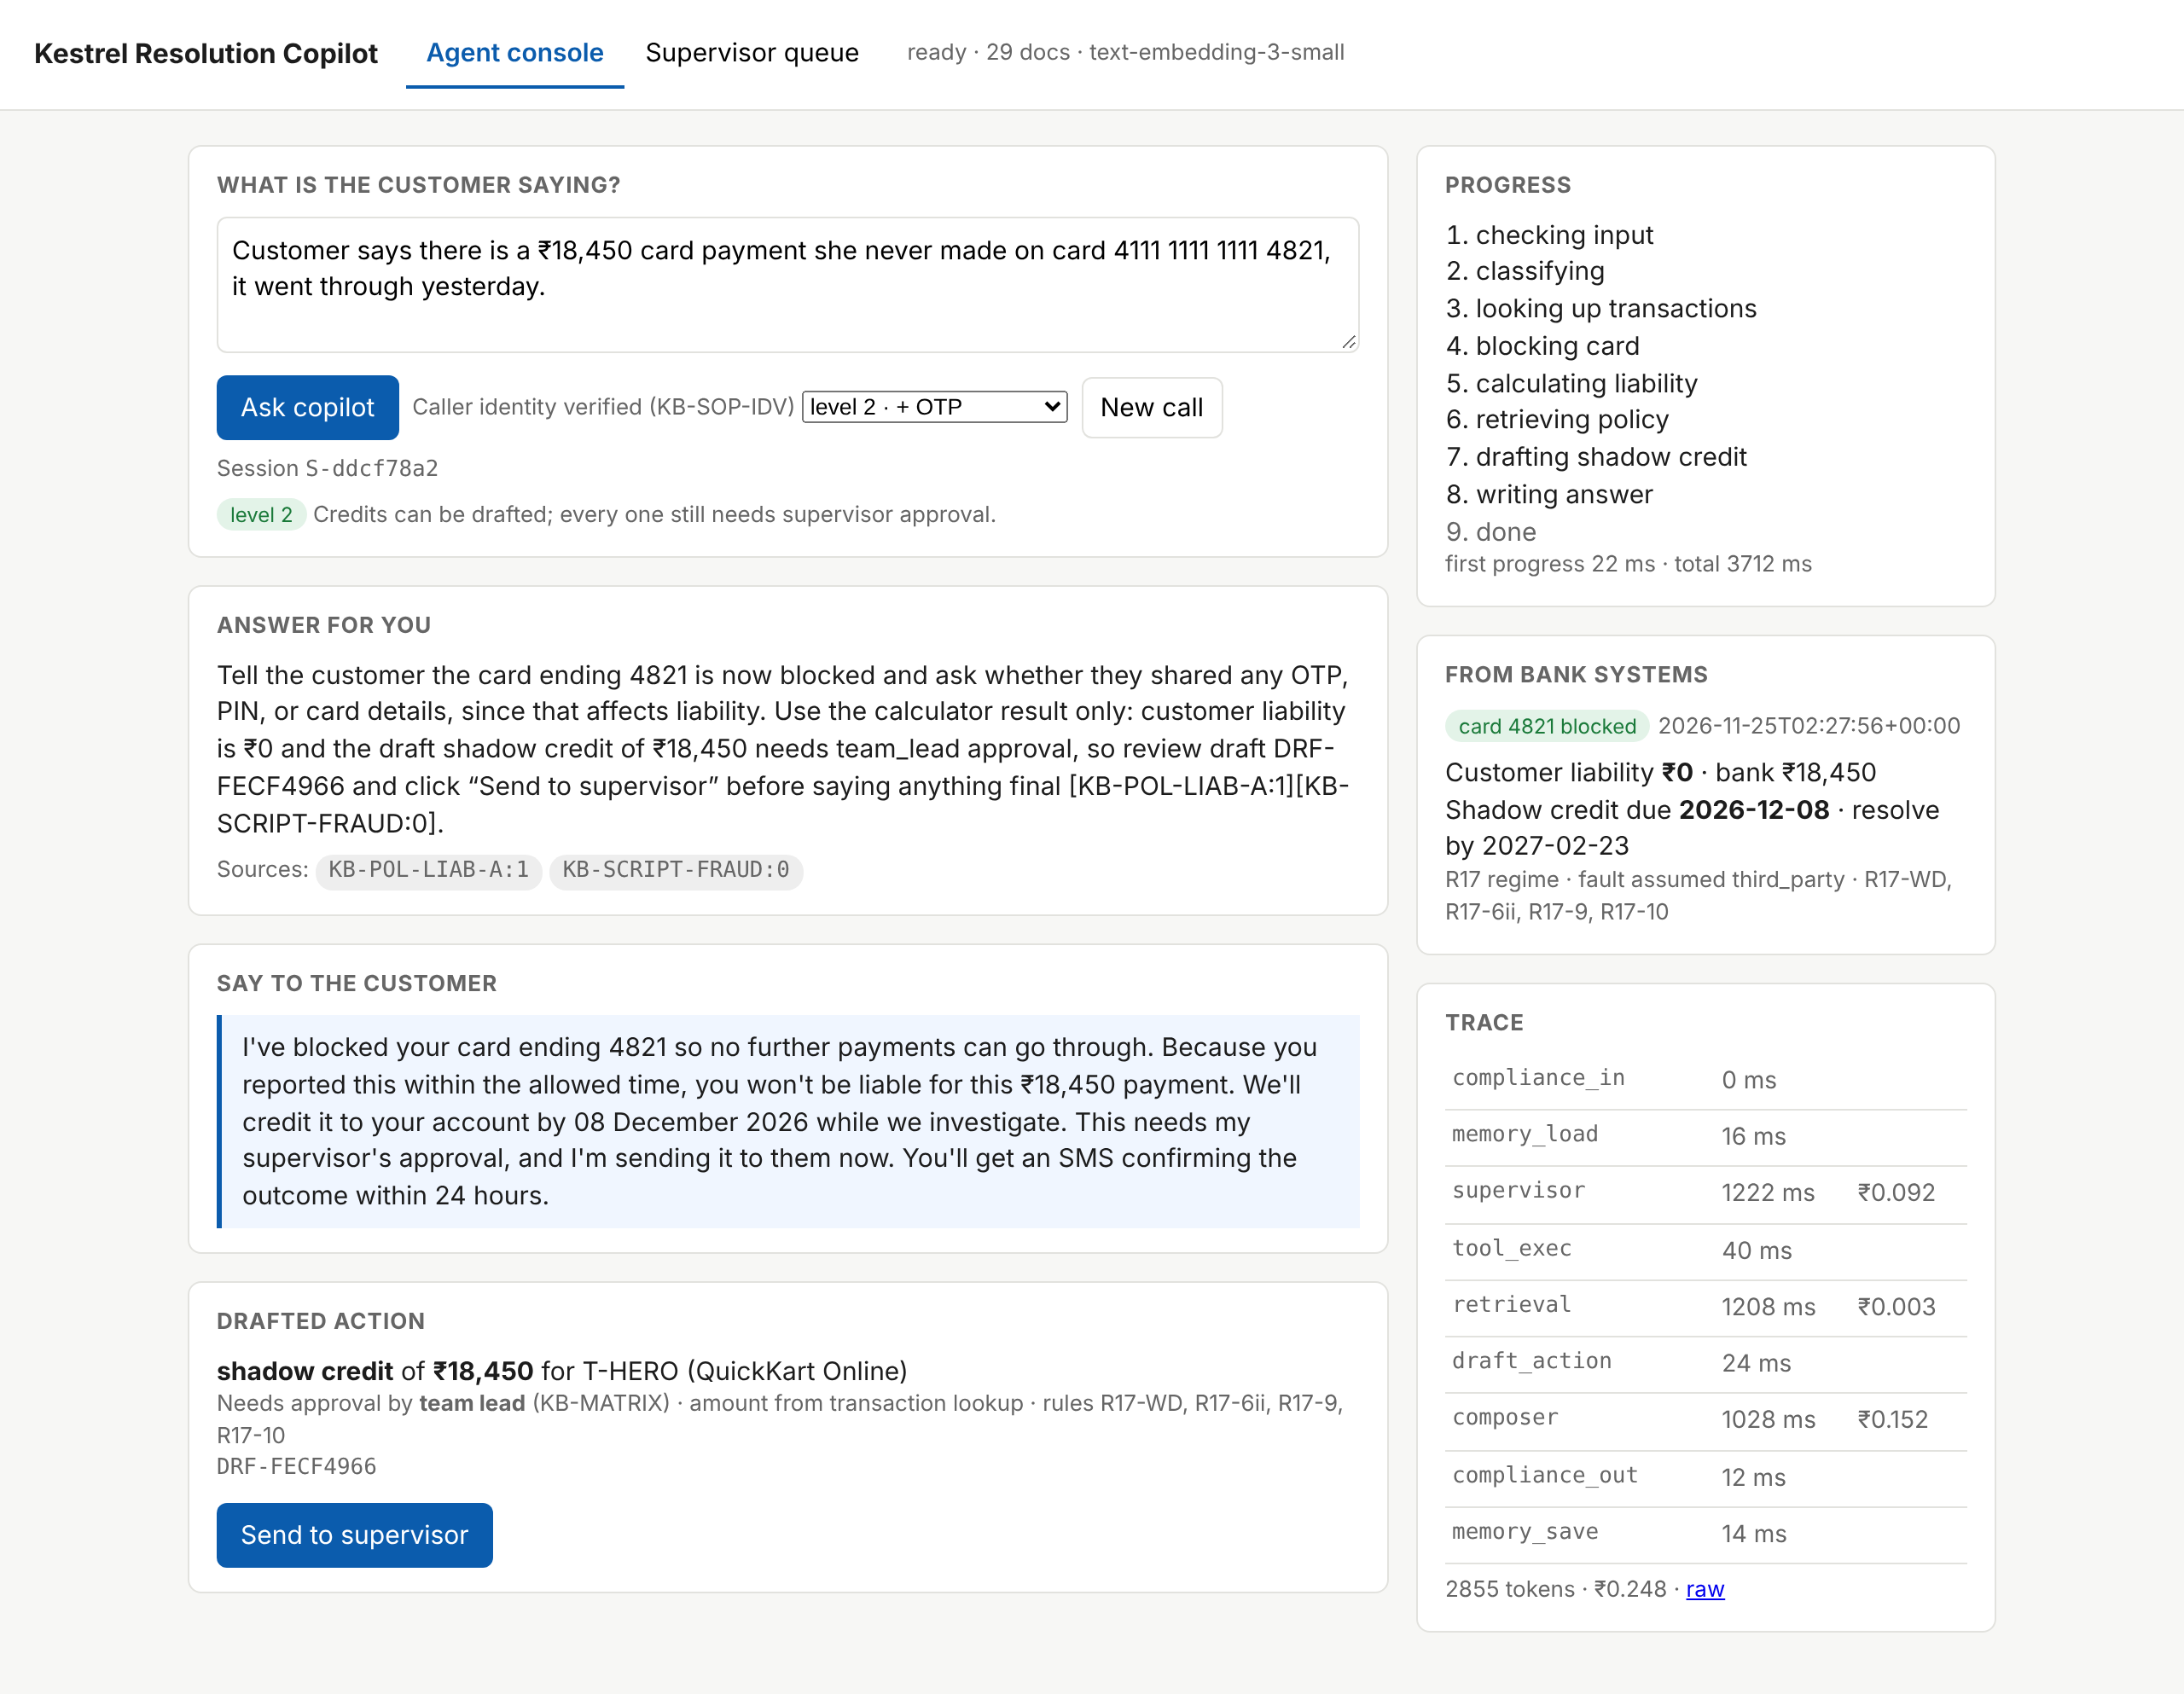 Kestrel Resolution Copilot
Agent console
Supervisor queue
ready · 29 docs · text-embedding-3-small
WHAT IS THE CUSTOMER SAYING?
Customer says there is a ₹18,450 card payment she never made on card 4111 1111 1111 4821,
it went through yesterday.
Ask copilot
Caller identity verified (KB-SOP-IDV)
level 2 · + OTP
New call
Session S-ddcf78a2
level 2 Credits can be drafted; every one still needs supervisor approval.
ANSWER FOR YOU
Tell the customer the card ending 4821 is now blocked and ask whether they shared any OTP,
PIN, or card details, since that affects liability. Use the calculator result only: customer liability
is ₹0 and the draft shadow credit of ₹18,450 needs team_lead approval, so review draft DRF-
FECF4966 and click “Send to supervisor” before saying anything final [KB-POL-LIAB-A:1][KB-
SCRIPT-FRAUD:0].
Sources: KB-POL-LIAB-A:1 KB-SCRIPT-FRAUD:0
SAY TO THE CUSTOMER
I've blocked your card ending 4821 so no further payments can go through. Because you
reported this within the allowed time, you won't be liable for this ₹18,450 payment. We'll
credit it to your account by 08 December 2026 while we investigate. This needs my
supervisor's approval, and I'm sending it to them now. You'll get an SMS confirming the
outcome within 24 hours.
DRAFTED ACTION
shadow credit of ₹18,450 for T-HERO (QuickKart Online)
Needs approval by team lead (KB-MATRIX) · amount from transaction lookup · rules R17-WD, R17-6ii, R17-9,
R17-10
DRF-FECF4966
Send to supervisor
PROGRESS
1. checking input
2. classifying
3. looking up transactions
4. blocking card
5. calculating liability
6. retrieving policy
7. drafting shadow credit
8. writing answer
9. done
first progress 22 ms · total 3712 ms
FROM BANK SYSTEMS
card 4821 blocked 2026-11-25T02:27:56+00:00
Customer liability ₹0 · bank ₹18,450
Shadow credit due 2026-12-08 · resolve
by 2027-02-23
R17 regime · fault assumed third_party · R17-WD,
R17-6ii, R17-9, R17-10
TRACE
compliance_in 0 ms
memory_load 16 ms
supervisor 1222 ms ₹0.092
tool_exec 40 ms
retrieval 1208 ms ₹0.003
draft_action 24 ms
composer 1028 ms ₹0.152
compliance_out 12 ms
memory_save 14 ms
2855 tokens · ₹0.248 · raw